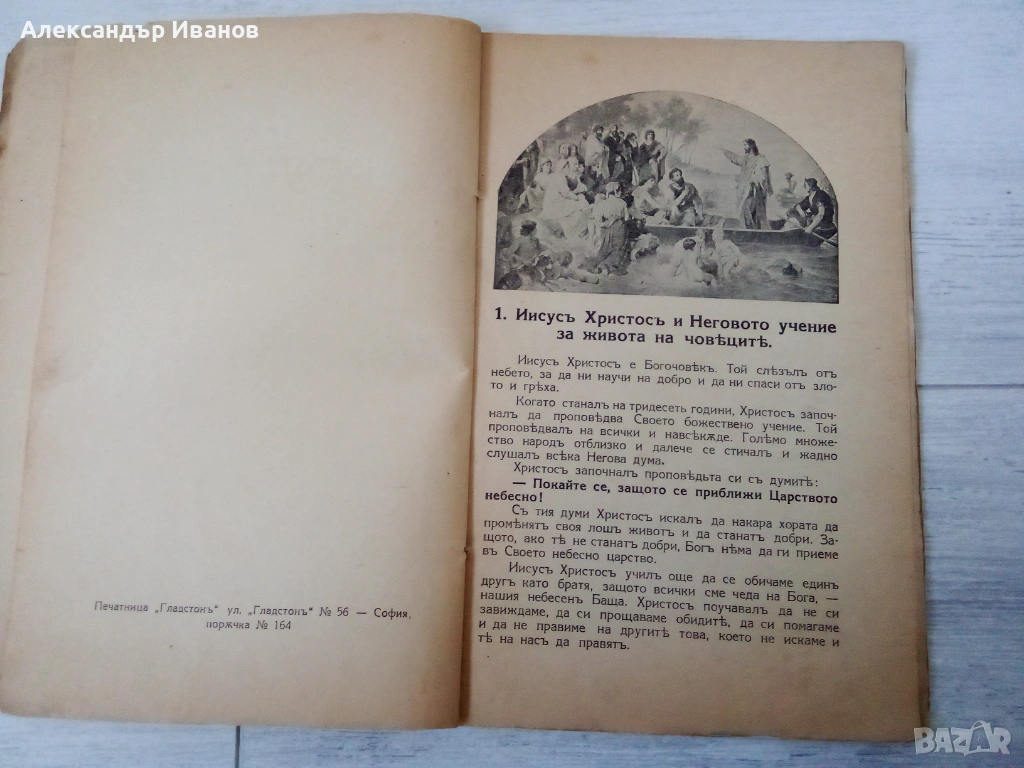 Александър Иванов
Печатница „Гладстонъ“ ул. „Гладстонъ“ № 56 — София,
поржчка № 164
1. Иисусъ Христосъ и Неговото учение
за живота на човѣцитѣ.
Иисусъ Христосъ е Богочовѣкъ. Той слѣзълъ отъ
небето, за да ни научи на добро и да ни спаси отъ зло-
то и грѣха.
Когато станалъ на тридесеть години, Христосъ започ-
налъ да проповѣдва Своето божествено учение. Той
проповѣдвалъ на всички и навсѣкѫде. Голѣмо множе-
ство народъ отблизко и далече се стичалъ и жадно
слушалъ всѣка Негова дума.
Христосъ започналъ проповѣдьта си съ думитѣ:
— Покайте се, защото се приближи Царството
небесно!
Съ тия думи Христосъ искалъ да накара хората да
промѣнятъ своя лошъ животъ и да станатъ добри. За-
щото, ако тѣ не станатъ добри, Богъ нѣма да ги приеме
въ Своето небесно царство.
Иисусъ Христосъ училъ още да се обичаме единъ
другъ като братя, защото всички сме чеда на Бога, —
нашия небесенъ Баща. Христосъ поучавалъ да не си
завиждаме, да си прощаваме обидитѣ, да си помагаме
и да не правиме на другитѣ това, което не искаме и
тѣ на насъ да правятъ.
BAZAR